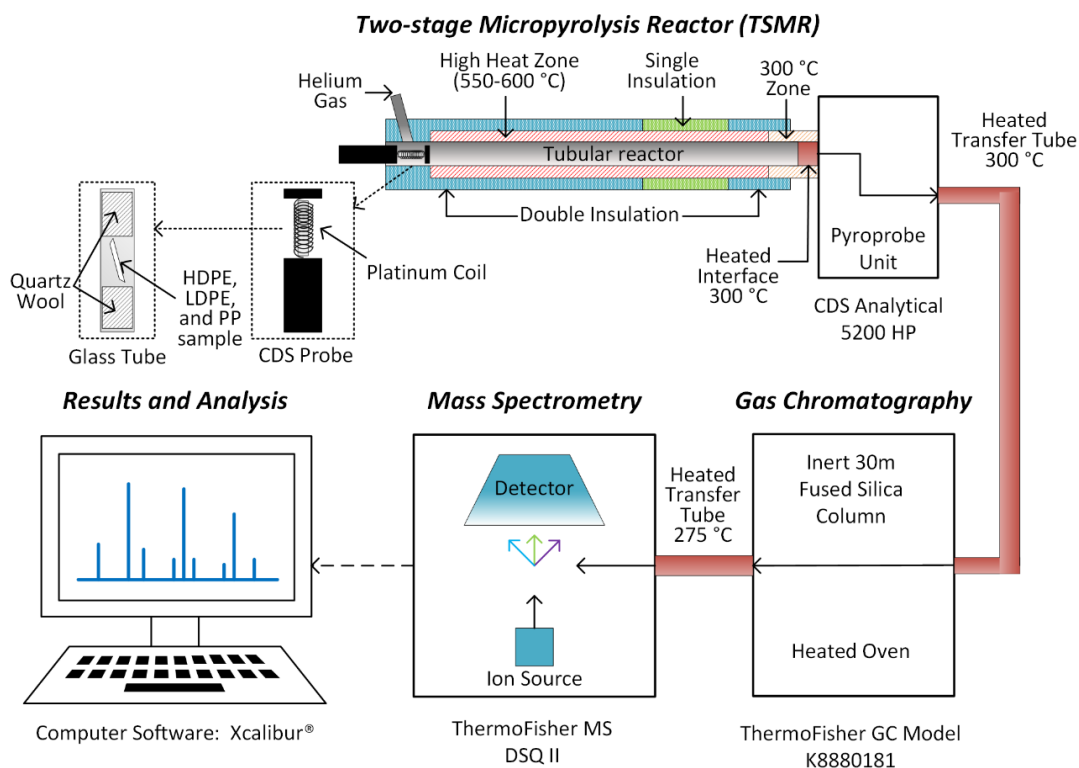 Two-stage Micropyrolysis Reactor (TSMR)
Helium
Gas
High Heat Zone
(550-600 °C)
Single
Insulation
300 °C
Zone
Heated
Transfer Tube
300 °C
Tubular reactor
Double Insulation
Platinum Coil
Heated
Interface
300 °C
Pyroprobe
Unit
CDS Analytical
5200 HP
Quartz
Wool
HDPE,
LDPE,
and PP
sample
Glass Tube
CDS Probe
Results and Analysis
Mass Spectrometry
Gas Chromatography
Detector
Heated
Transfer
Tube
275 °C
Inert 30m
Fused Silica
Column
Ion Source
Heated Oven
Computer Software: Xcalibur®
ThermoFisher MS
DSQ II
ThermoFisher GC Model
K8880181